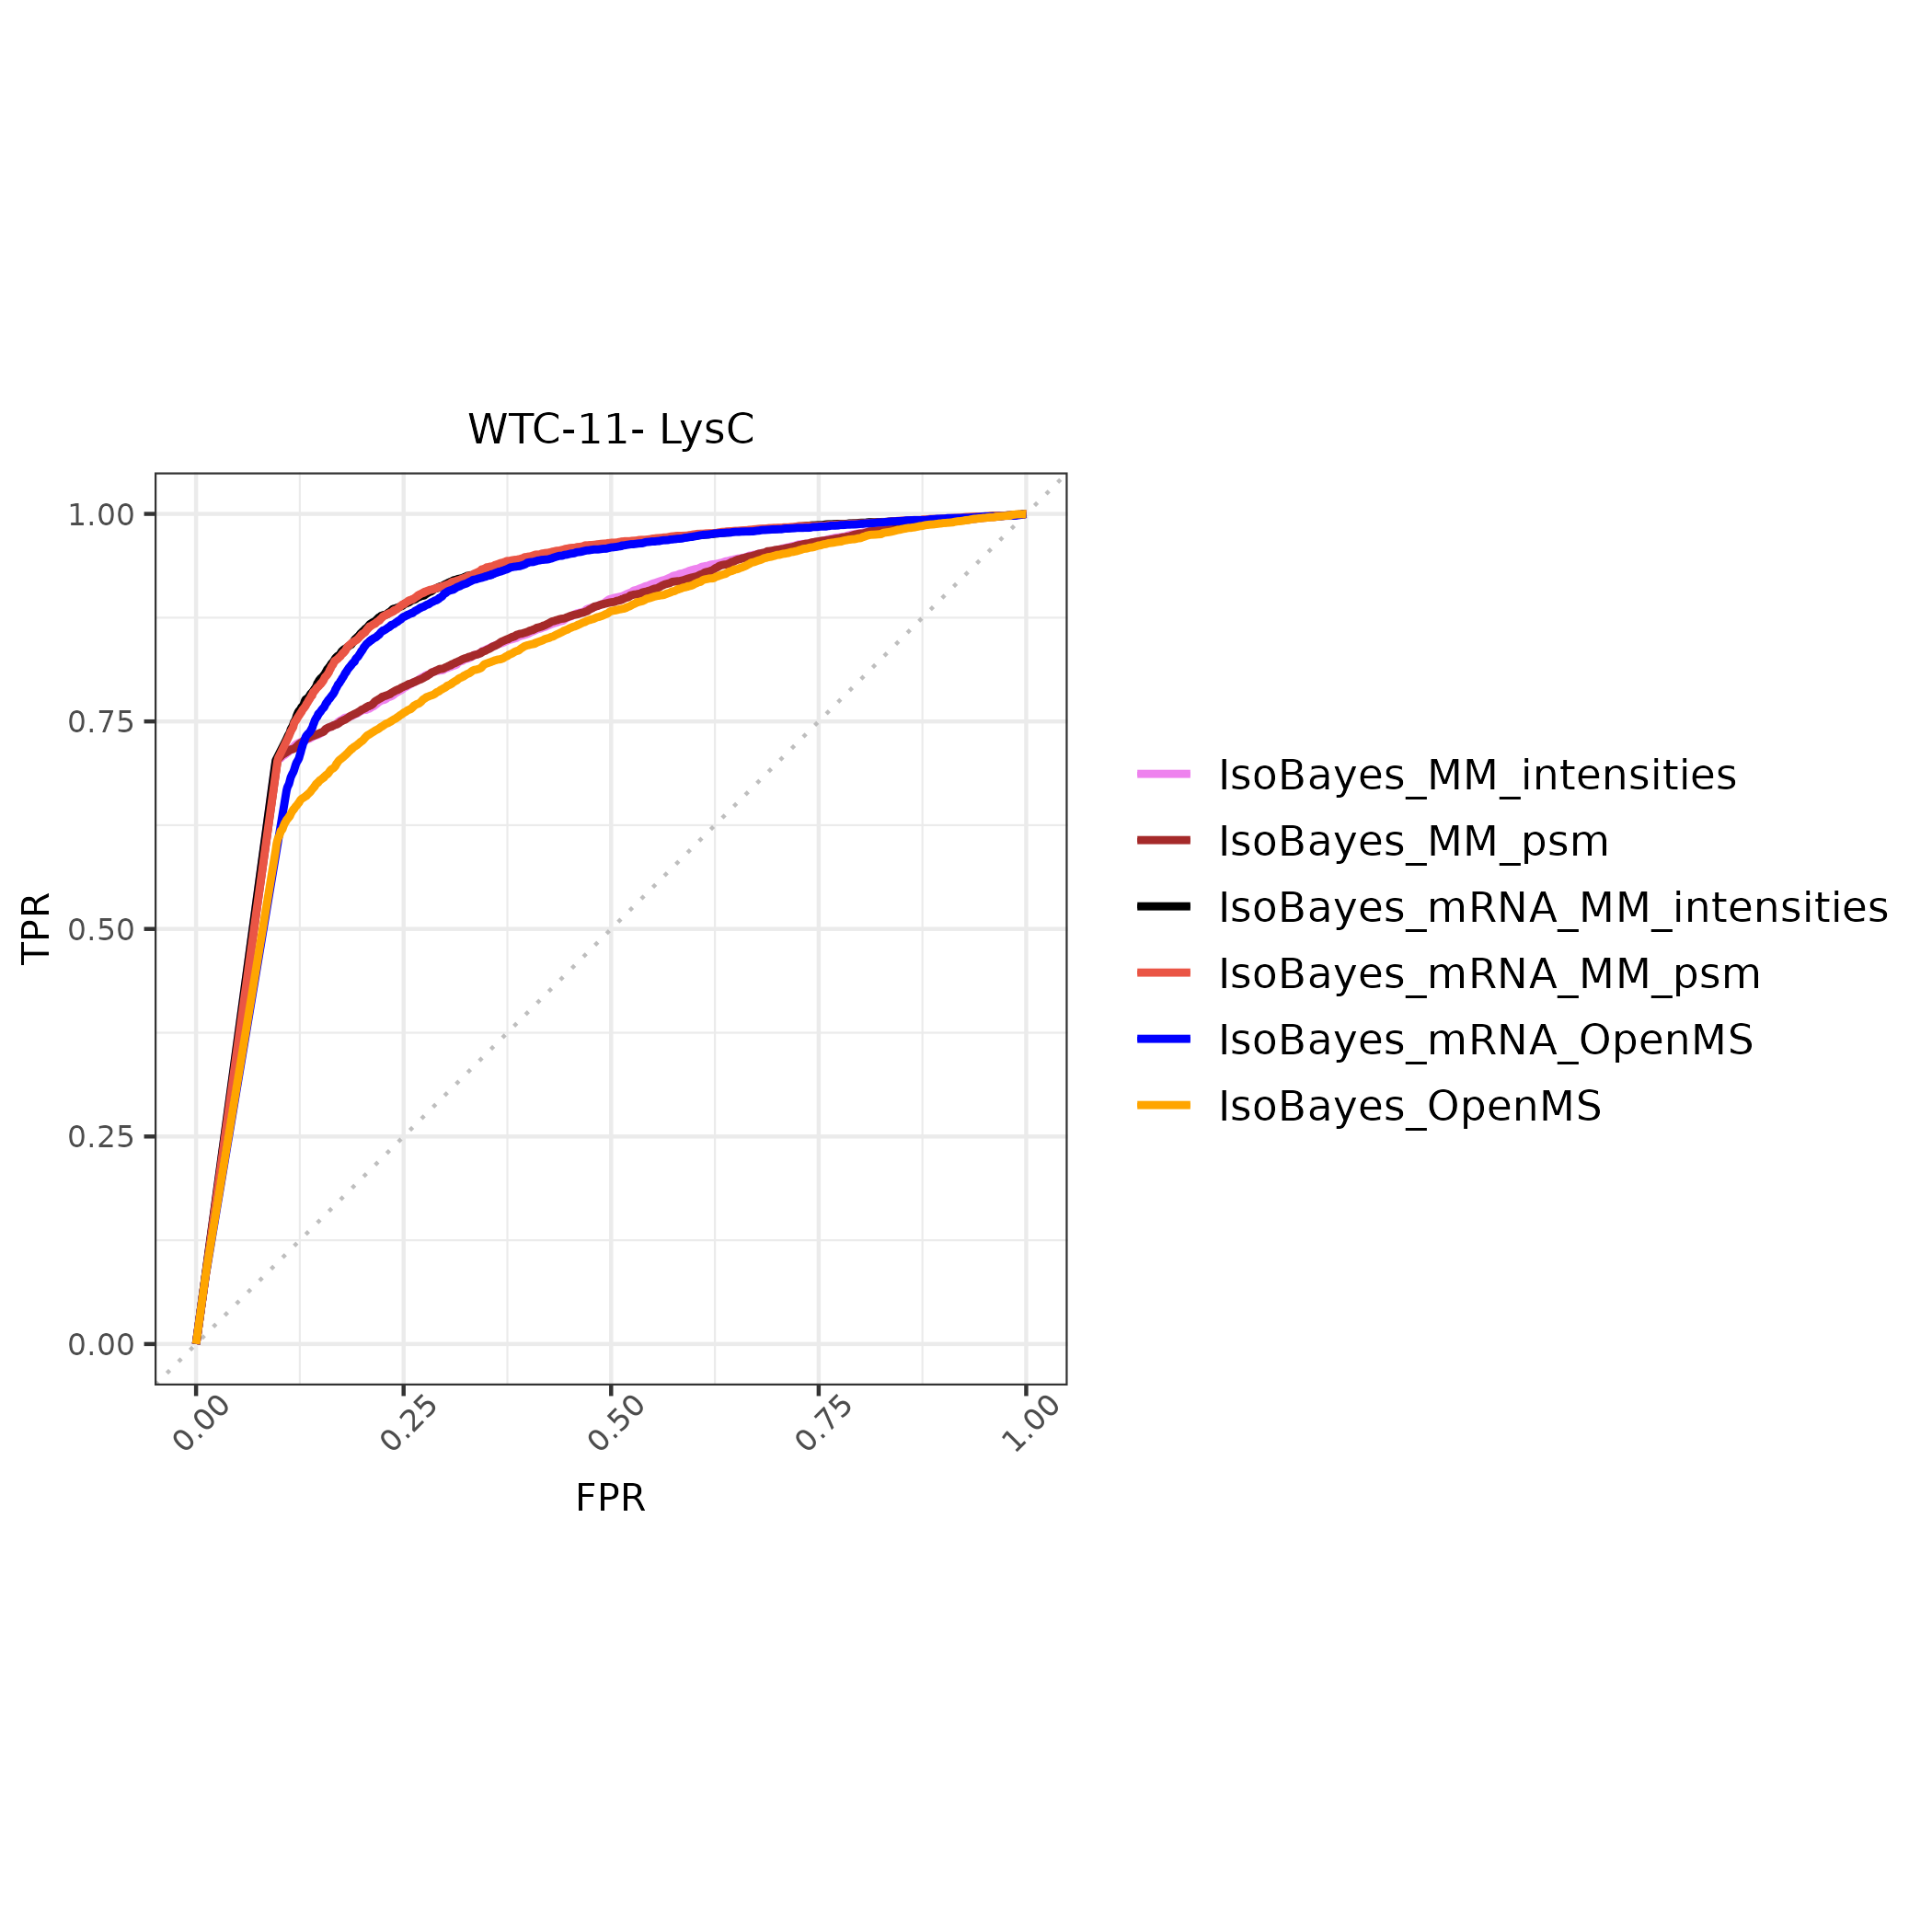 WTC-11- LysC
1.00
0.75
0.50
0.25
0.00
TPR
0.00
0.25
0.50
0.75
1.00
FPR
IsoBayes_MM_intensities
IsoBayes_MM_psm
IsoBayes_mRNA_MM_intensities
IsoBayes_mRNA_MM_psm
IsoBayes_mRNA_OpenMS
IsoBayes_OpenMS